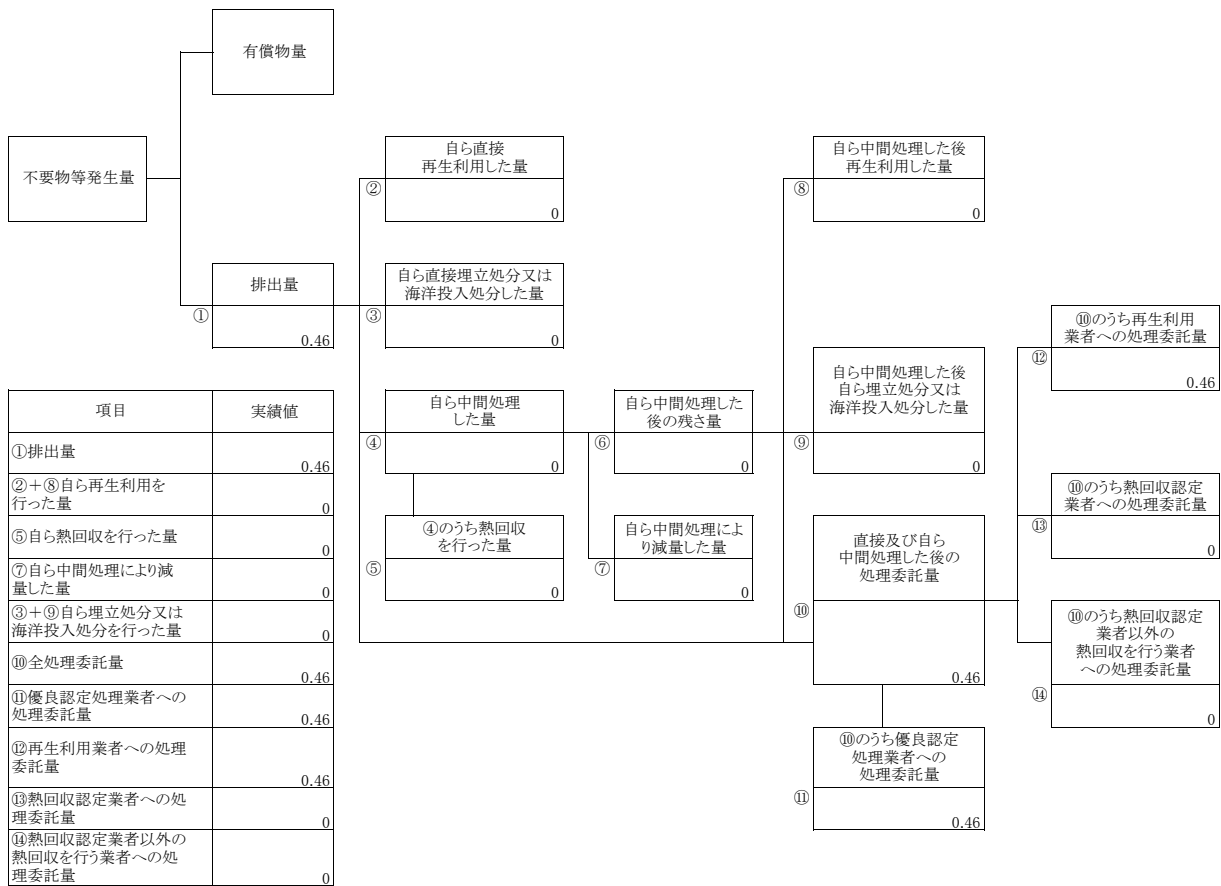 有償物量
不要物等発生量
排出量
①
0.46
自ら直接
再生利用した量
②
0
自ら直接埋立処分又は
海洋投入処分した量
③
0
自ら中間処理
した量
④
0
④のうち熱回収
を行った量
⑤
0
自ら中間処理した
後の残さ量
⑥
0
自ら中間処理によ
り減量した量
⑦
0
自ら中間処理した後
再生利用した量
⑧
0
自ら中間処理した後
自ら埋立処分又は
海洋投入処分した量
⑨
0
直接及び自ら
中間処理した後の
処理委託量
⑩
0.46
⑩のうち優良認定
処理業者への
処理委託量
⑪
0.46
⑩のうち再生利用
業者への処理委託量
⑫
0.46
⑩のうち熱回収認定
業者への処理委託量
⑬
0
⑩のうち熱回収認定
業者以外の
熱回収を行う業者
への処理委託量
⑭
0
項目 実績値
①排出量
0.46
②＋⑧自ら再生利用を
行った量
0
⑤自ら熱回収を行った量
0
⑦自ら中間処理により減
量した量
0
③＋⑨自ら埋立処分又は
海洋投入処分を行った量
0
⑩全処理委託量
0.46
⑪優良認定処理業者への
処理委託量
0.46
⑫再生利用業者への処理
委託量
0.46
⑬熱回収認定業者への処
理委託量
0
⑭熱回収認定業者以外の
熱回収を行う業者への処
理委託量
0